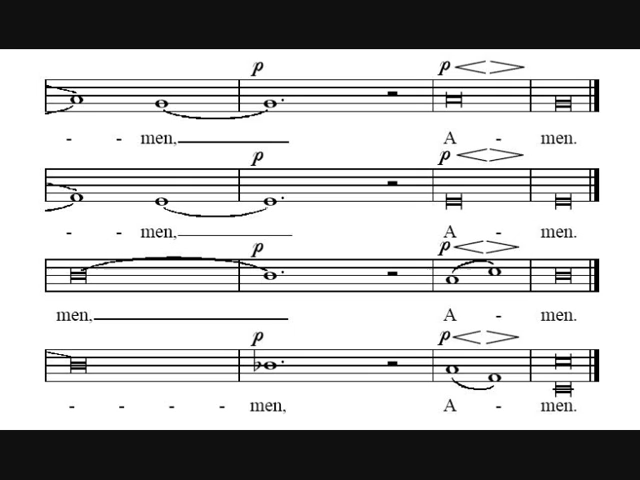 p p
- - men, A - men.
p p
- - men, A - men.
p p
men, A - men.
p p
- - - - men, A - men.